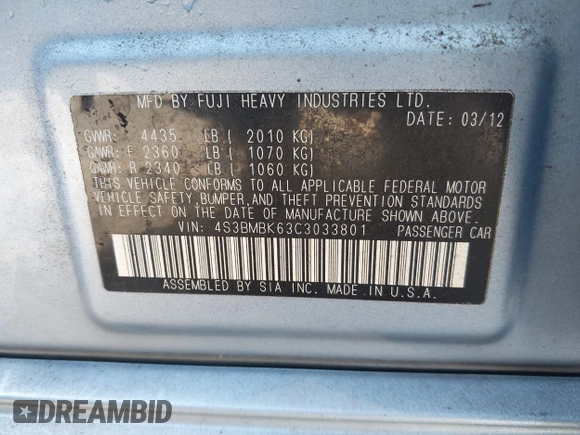 MFD BY FUJI HEAVY INDUSTRIES LTD.
DATE: 03/12
GVWR: 4435 LB ( 2010 KG)
GAWR: F 2360 LB ( 1070 KG)
GAWR: R 2340 LB ( 1060 KG)
THIS VEHICLE CONFORMS TO ALL APPLICABLE FEDERAL MOTOR
VEHICLE SAFETY,BUMPER,AND THEFT PREVENTION STANDARDS
IN EFFECT ON THE DATE OF MANUFACTURE SHOWN ABOVE.
VIN: 4S3BMBK63C3033801 PASSENGER CAR
ASSEMBLED BY SIA INC. MADE IN U.S.A.
DREAMBID